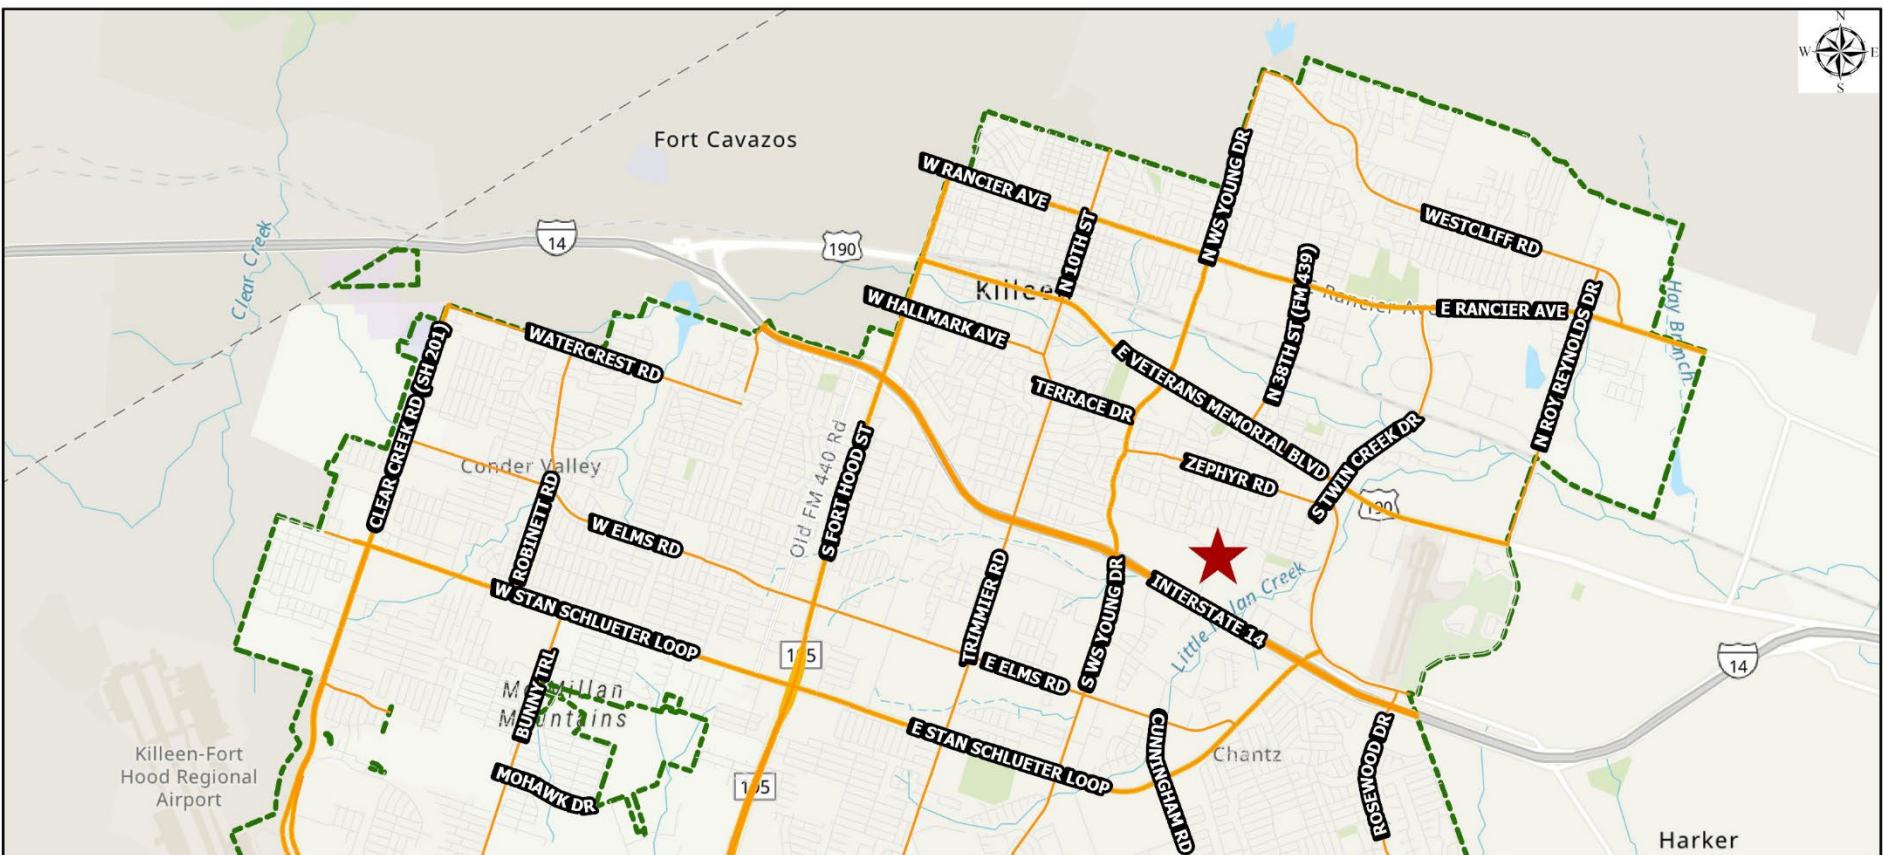 N
W E
S
Fort Cavazos
W RANCIER AVE
N WS YOUNG DR
WESTCLIFF RD
N 10TH ST
14
190
Clear Creek
W HALLMARK AVE
N 38TH ST (FM 439)
E RANCIER AVE
N ROY REYNOLDS DR
Hay Branch
WATERCREST RD
CLEAR CREEK RD (SH 201)
TERRACE DR
E VETERANS MEMORIAL BLVD
Conder Valley
Old FM 440 Rd
S FORT HOOD ST
ZEPHYR RD
S TWIN CREEK DR
190
ROBINETT RD
W ELMS RD
W STAN SCHLUETER LOOP
TRIMMIER RD
S WS YOUNG DR
INTERSTATE 14
E ELMS RD
14
BUNNY TRL
Mountains
E STAN SCHLUETER LOOP
CUNNINGHAM RD
Chantz
ROSEWOOD DR
Killeen-Fort
Hood Regional
Airport
MOHAWK DR
Harker